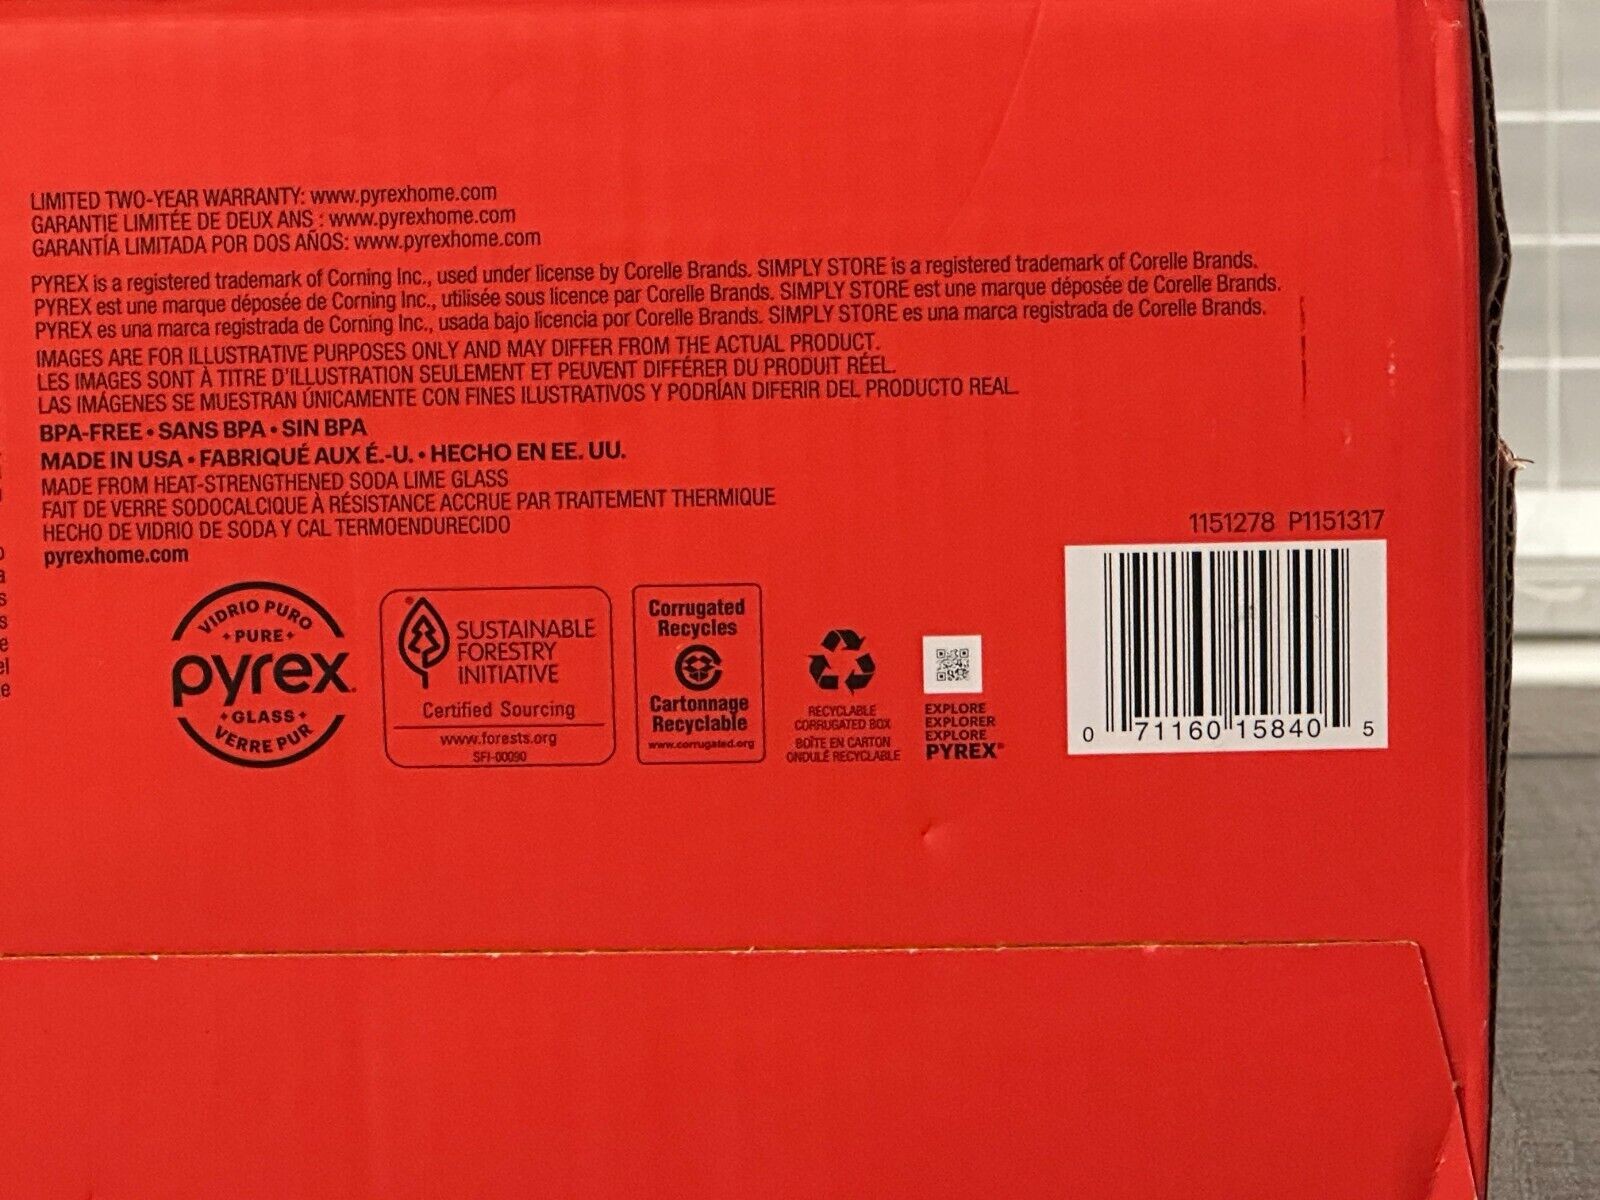 LIMITED TWO-YEAR WARRANTY: www.pyrexhome.com
GARANTIE LIMITÉE DE DEUX ANS : www.pyrexhome.com
GARANTÍA LIMITADA POR DOS AÑOS: www.pyrexhome.com
PYREX is a registered trademark of Corning Inc., used under license by Corelle Brands. SIMPLY STORE is a registered trademark of Corelle Brands.
PYREX est une marque déposée de Corning Inc., utilisée sous licence par Corelle Brands. SIMPLY STORE est une marque déposée de Corelle Brands.
PYREX es una marca registrada de Corning Inc., usada bajo licencia por Corelle Brands. SIMPLY STORE es una marca registrada de Corelle Brands.
IMAGES ARE FOR ILLUSTRATIVE PURPOSES ONLY AND MAY DIFFER FROM THE ACTUAL PRODUCT.
LES IMAGES SONT À TITRE D'ILLUSTRATION SEULEMENT ET PEUVENT DIFFÉRER DU PRODUIT RÉEL.
LAS IMÁGENES SE MUESTRAN ÚNICAMENTE CON FINES ILUSTRATIVOS Y PODRÍAN DIFERIR DEL PRODUCTO REAL.
BPA-FREE • SANS BPA • SIN BPA
MADE IN USA • FABRIQUÉ AUX É.-U. • HECHO EN EE. UU.
MADE FROM HEAT-STRENGTHENED SODA LIME GLASS
FAIT DE VERRE SODOCALCIQUE À RÉSISTANCE ACCRUE PAR TRAITEMENT THERMIQUE
HECHO DE VIDRIO DE SODA Y CAL TERMOENDURECIDO
pyrexhome.com
VIDRIO PURO
PURE
pyrex
GLASS
VERRE PUR
SUSTAINABLE
FORESTRY
INITIATIVE
Certified Sourcing
www.forests.org
SFI-00090
Corrugated
Recycles
Cartonnage
Recyclable
www.corrugated.org
RECYCLABLE
CORRUGATED BOX
BOÎTE EN CARTON
ONDULÉ RECYCLABLE
EXPLORE
EXPLORER
EXPLORE
PYREX®
1151278 P1151317
0 71160 15840 5